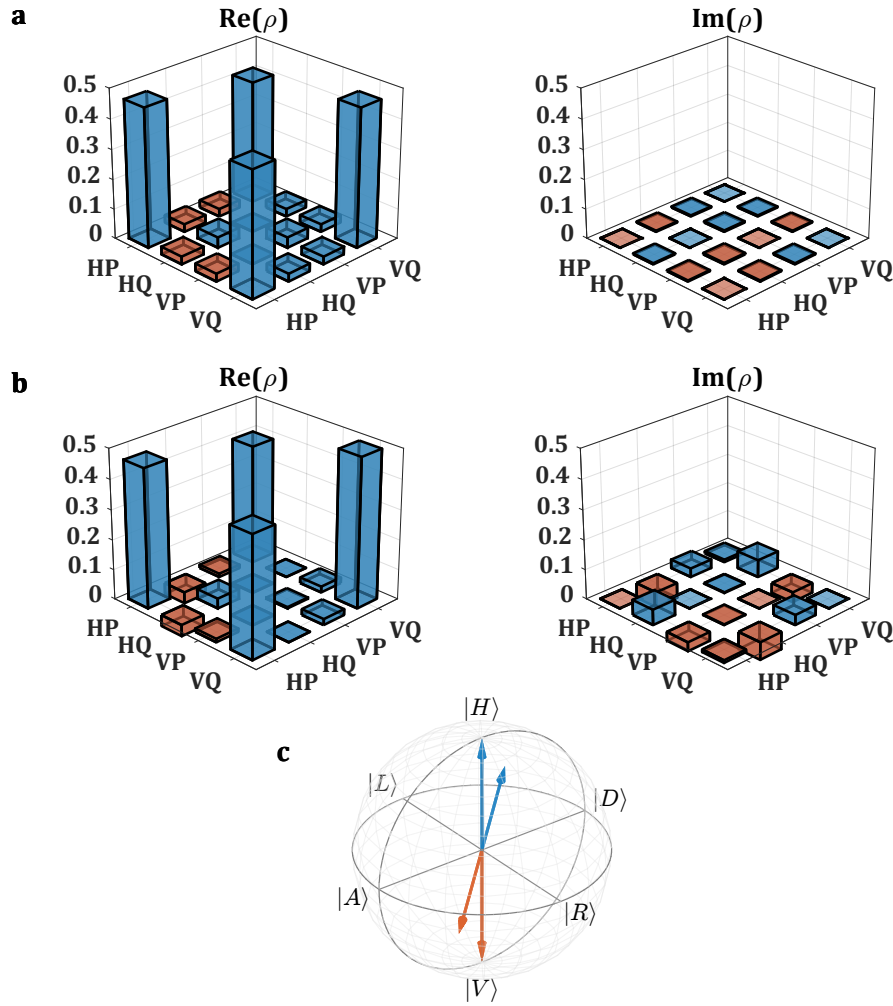 a
Re(ρ)
Im(ρ)
0.5
0.4
0.3
0.2
0.1
0
HP
HQ
VP
VQ
HP
HQ
VP
VQ
0.5
0.4
0.3
0.2
0.1
0
HP
HQ
VP
VQ
HP
HQ
VP
VQ
b
Re(ρ)
Im(ρ)
0.5
0.4
0.3
0.2
0.1
0
HP
HQ
VP
VQ
HP
HQ
VP
VQ
0.5
0.4
0.3
0.2
0.1
0
HP
HQ
VP
VQ
HP
HQ
VP
VQ
c
|H⟩
|L⟩
|D⟩
|A⟩
|R⟩
|V⟩